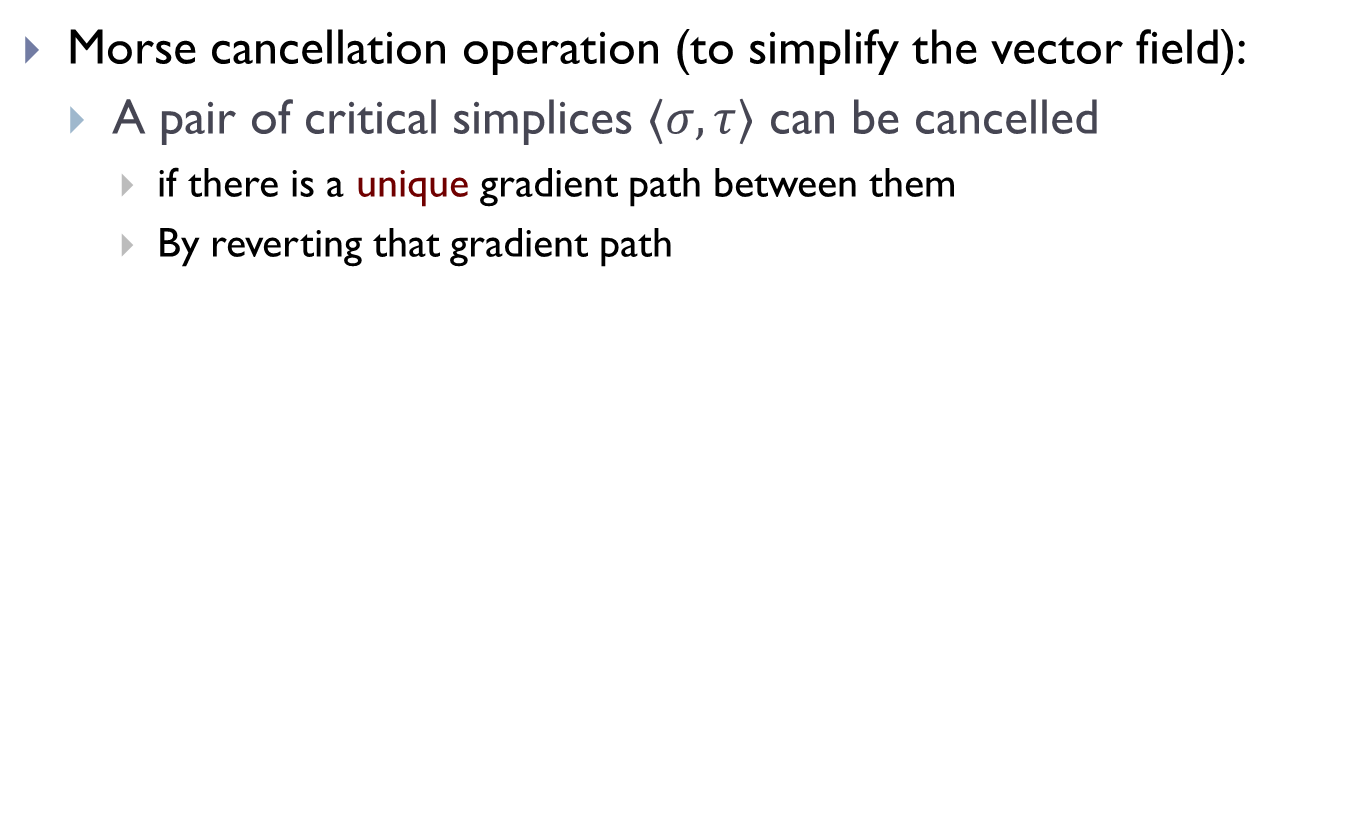 Morse cancellation operation (to simplify the vector field):
A pair of critical simplices ⟨σ, τ⟩ can be cancelled
if there is a unique gradient path between them
By reverting that gradient path